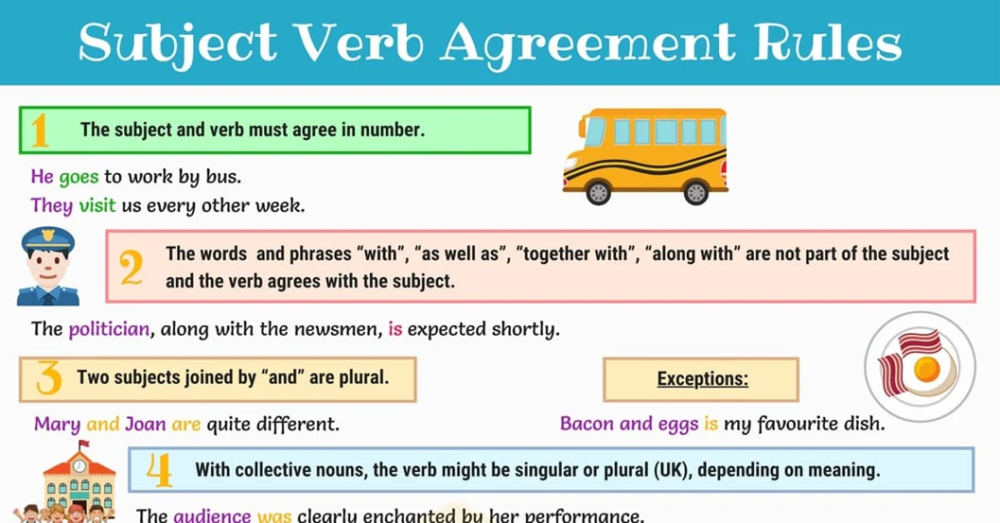 Subject Verb Agreement Rules
1 The subject and verb must agree in number.
He goes to work by bus.
They visit us every other week.
2 The words and phrases “with”, “as well as”, “together with”, “along with” are not part of the subject
and the verb agrees with the subject.
The politician, along with the newsmen, is expected shortly.
3 Two subjects joined by “and” are plural.
Exceptions:
Mary and Joan are quite different.
Bacon and eggs is my favourite dish.
4 With collective nouns, the verb might be singular or plural (UK), depending on meaning.
The audience was clearly enchanted by her performance.